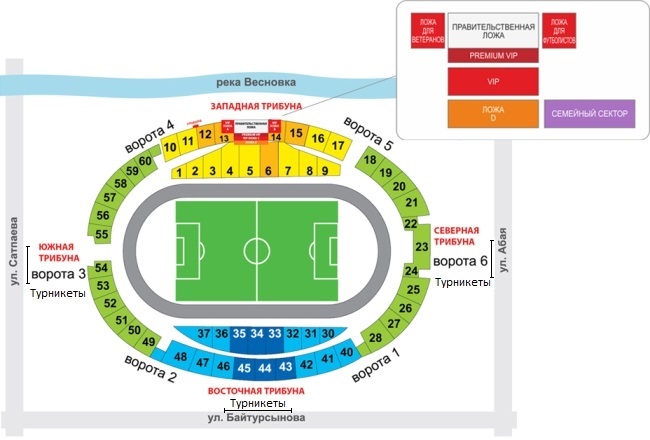 ЛОЖА
ДЛЯ
ВЕТЕРАНОВ
ПРАВИТЕЛЬСТВЕННАЯ
ЛОЖА
ЛОЖА
ДЛЯ
ФУТБОЛИСТОВ
PREMIUM VIP
VIP
ЛОЖА
D
СЕМЕЙНЫЙ СЕКТОР
река Весновка
ЗАПАДНАЯ ТРИБУНА
ворота 4
ворота 5
10 11 12 13 14 15 16 17
ПРАВИТЕЛЬСТВЕННАЯ
ЛОЖА
1 2 3 4 5 6 7 8 9
60
59
58
57
56
55
18
19
20
21
22
23
24
ул. Сатпаева
ул. Абая
ЮЖНАЯ
ТРИБУНА
ворота 3
Турникеты
СЕВЕРНАЯ
ТРИБУНА
ворота 6
Турникеты
54
53
52
51
50
49
25
26
27
28
37 36 35 34 33 32 31 30
48 47 46 45 44 43 42 41 40
ворота 2
ворота 1
ВОСТОЧНАЯ ТРИБУНА
Турникеты
ул. Байтурсынова